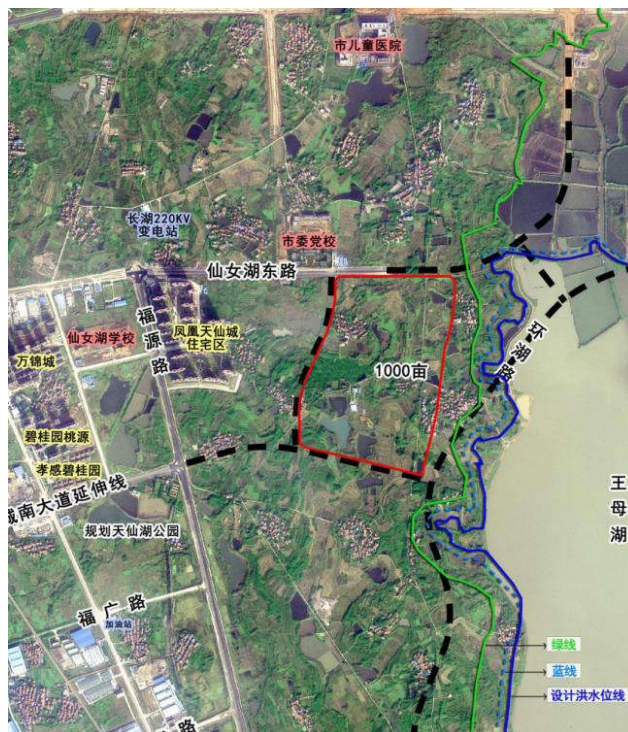 市儿童医院
长湖220KV
变电站
市委党校
仙女湖东路
福源路
凤凰天仙城
住宅区
仙女湖学校
万锦城
环湖路
1000亩
碧桂园桃源
孝感碧桂园
城南大道延伸线
规划天仙湖公园
王母湖
福广路
加油站
绿线
蓝线
设计洪水位线
路